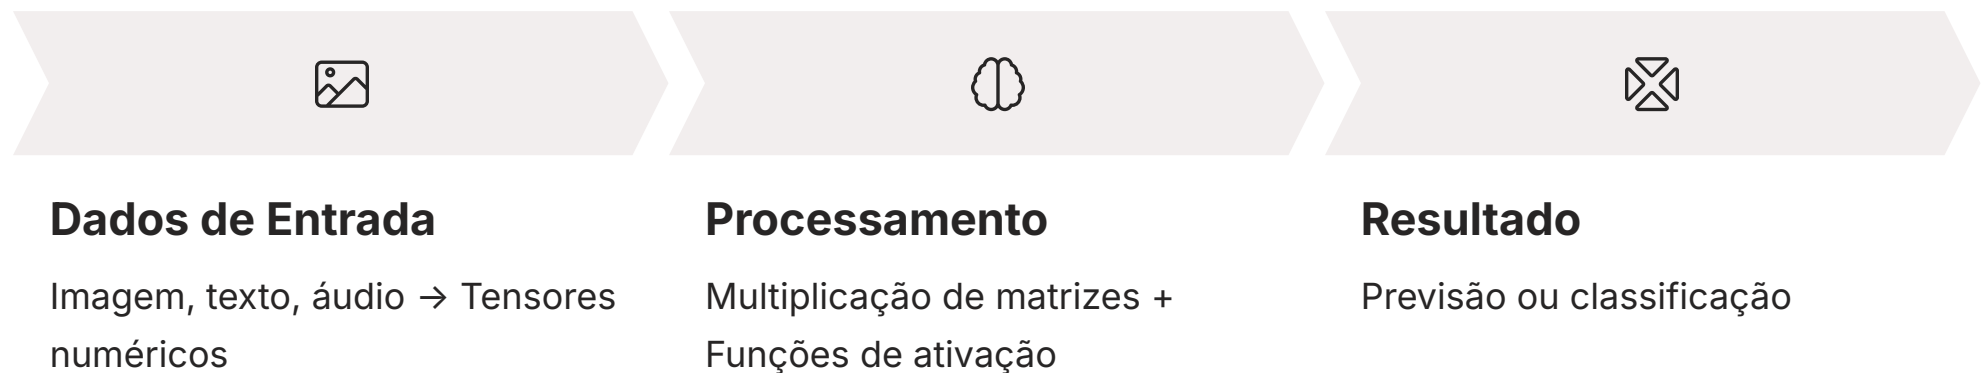 Dados de Entrada
Imagem, texto, áudio → Tensores
numéricos
Processamento
Multiplicação de matrizes +
Funções de ativação
Resultado
Previsão ou classificação